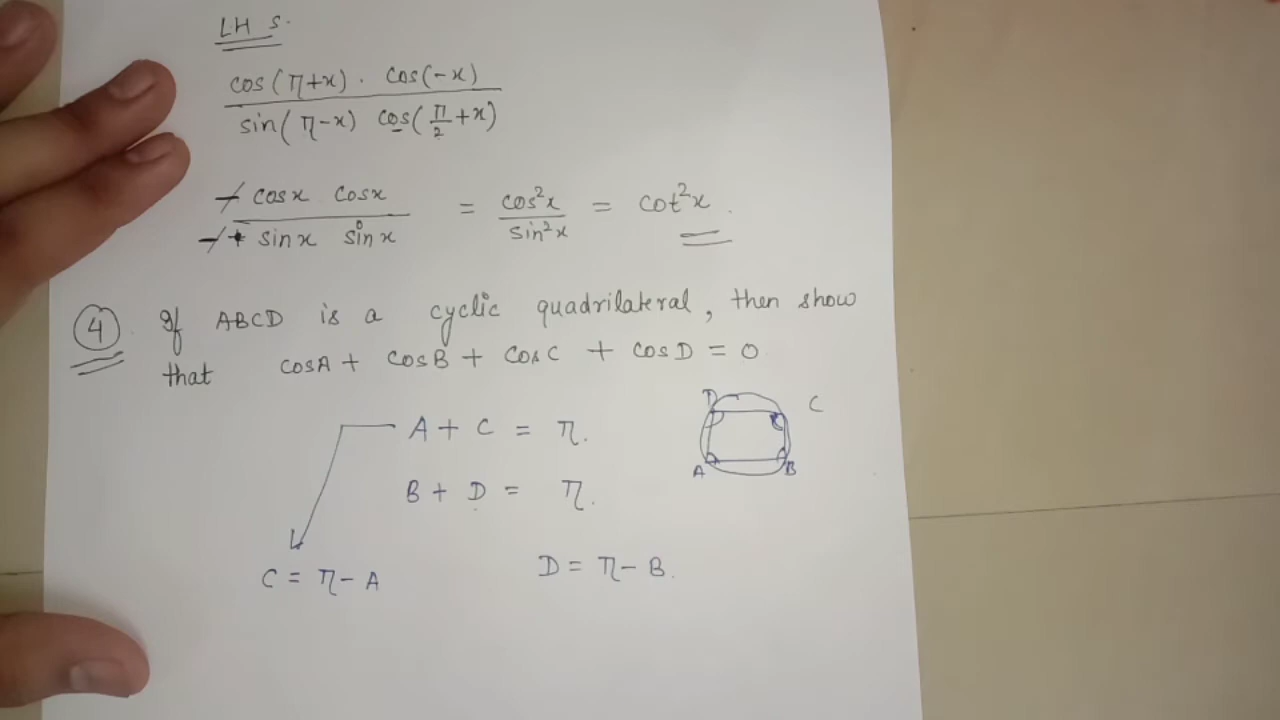 LHS.
cos(π+x) . cos(-x)
sin(π-x) cos(π/2+x)
- cosx cosx = cos²x = cot²x.
- sinx sinx sin²x
④. If ABCD is a cyclic quadrilateral, then show
that cosA + cosB + cosC + cosD = 0
D C
A + C = π.
A B
B + D = π.
C = π - A D = π - B.